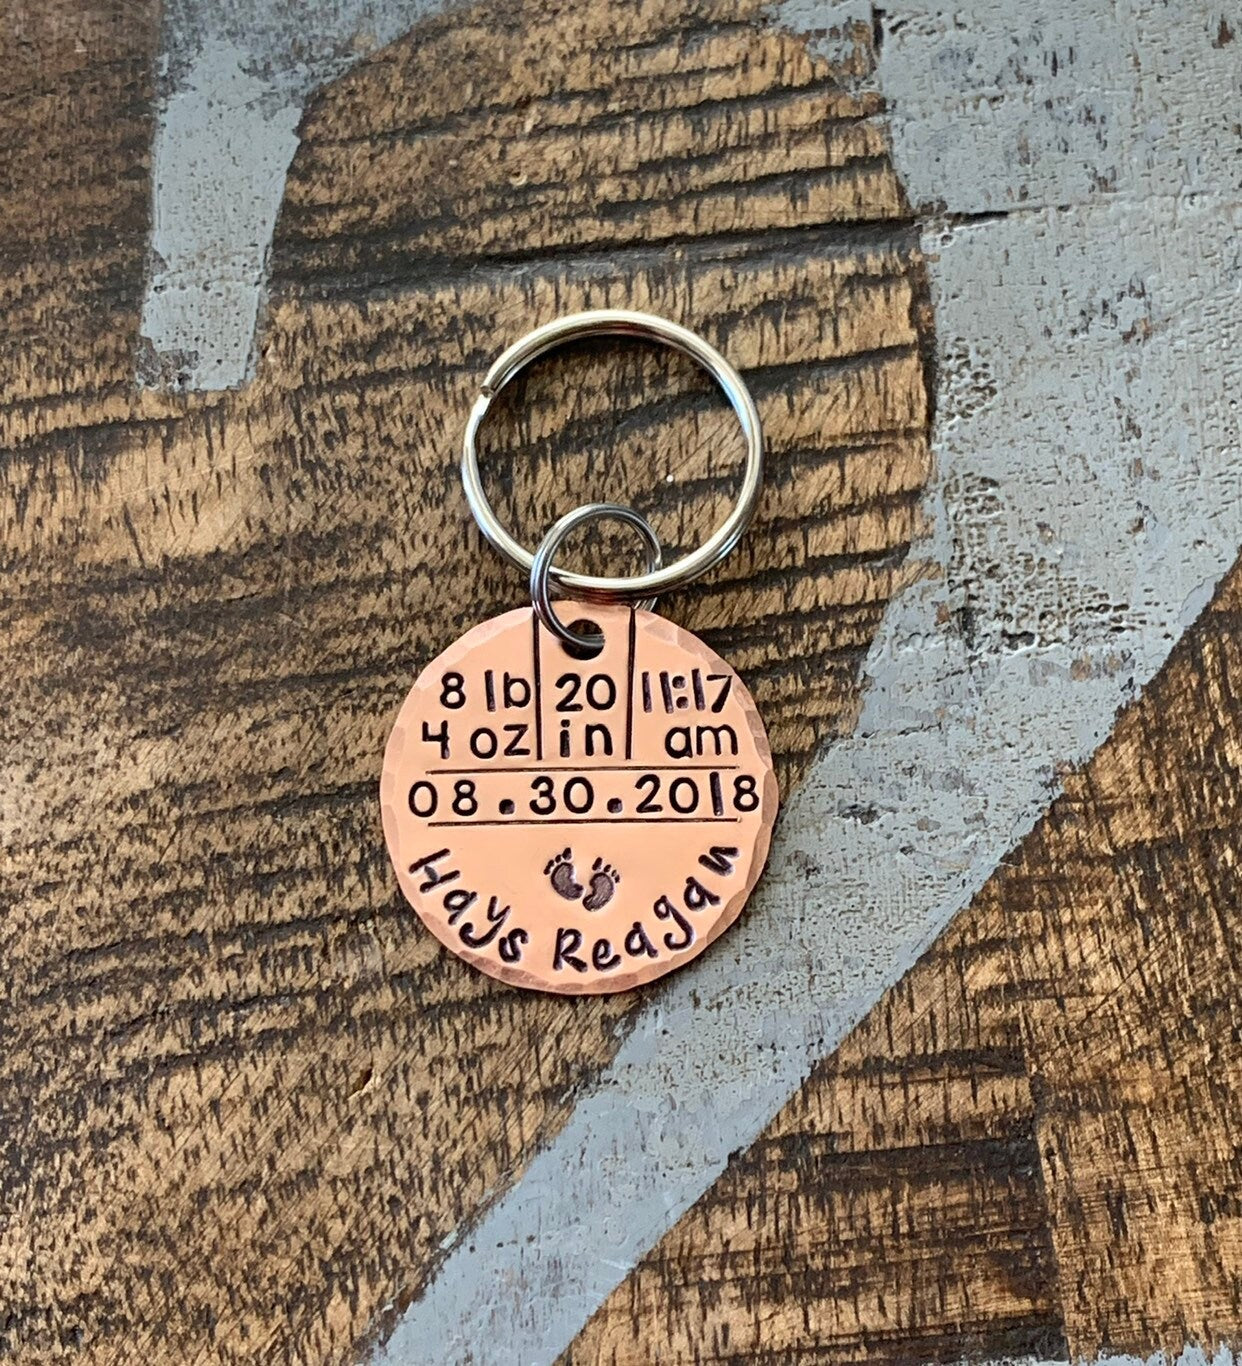 8 lb 20 11:17
4 oz in am
08.30.2018
Hays Reagan